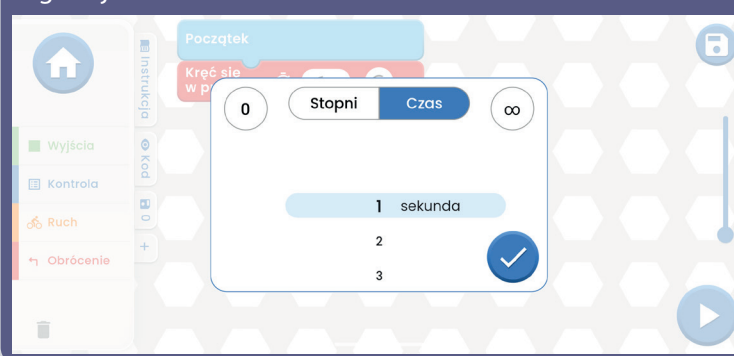 Początek
Kręć się
w p
0
Stopni
Czas
∞
1 sekunda
2
3
Wyjścia
Kontrola
Ruch
Obrócenie
Instrukcja
Kod
0
+